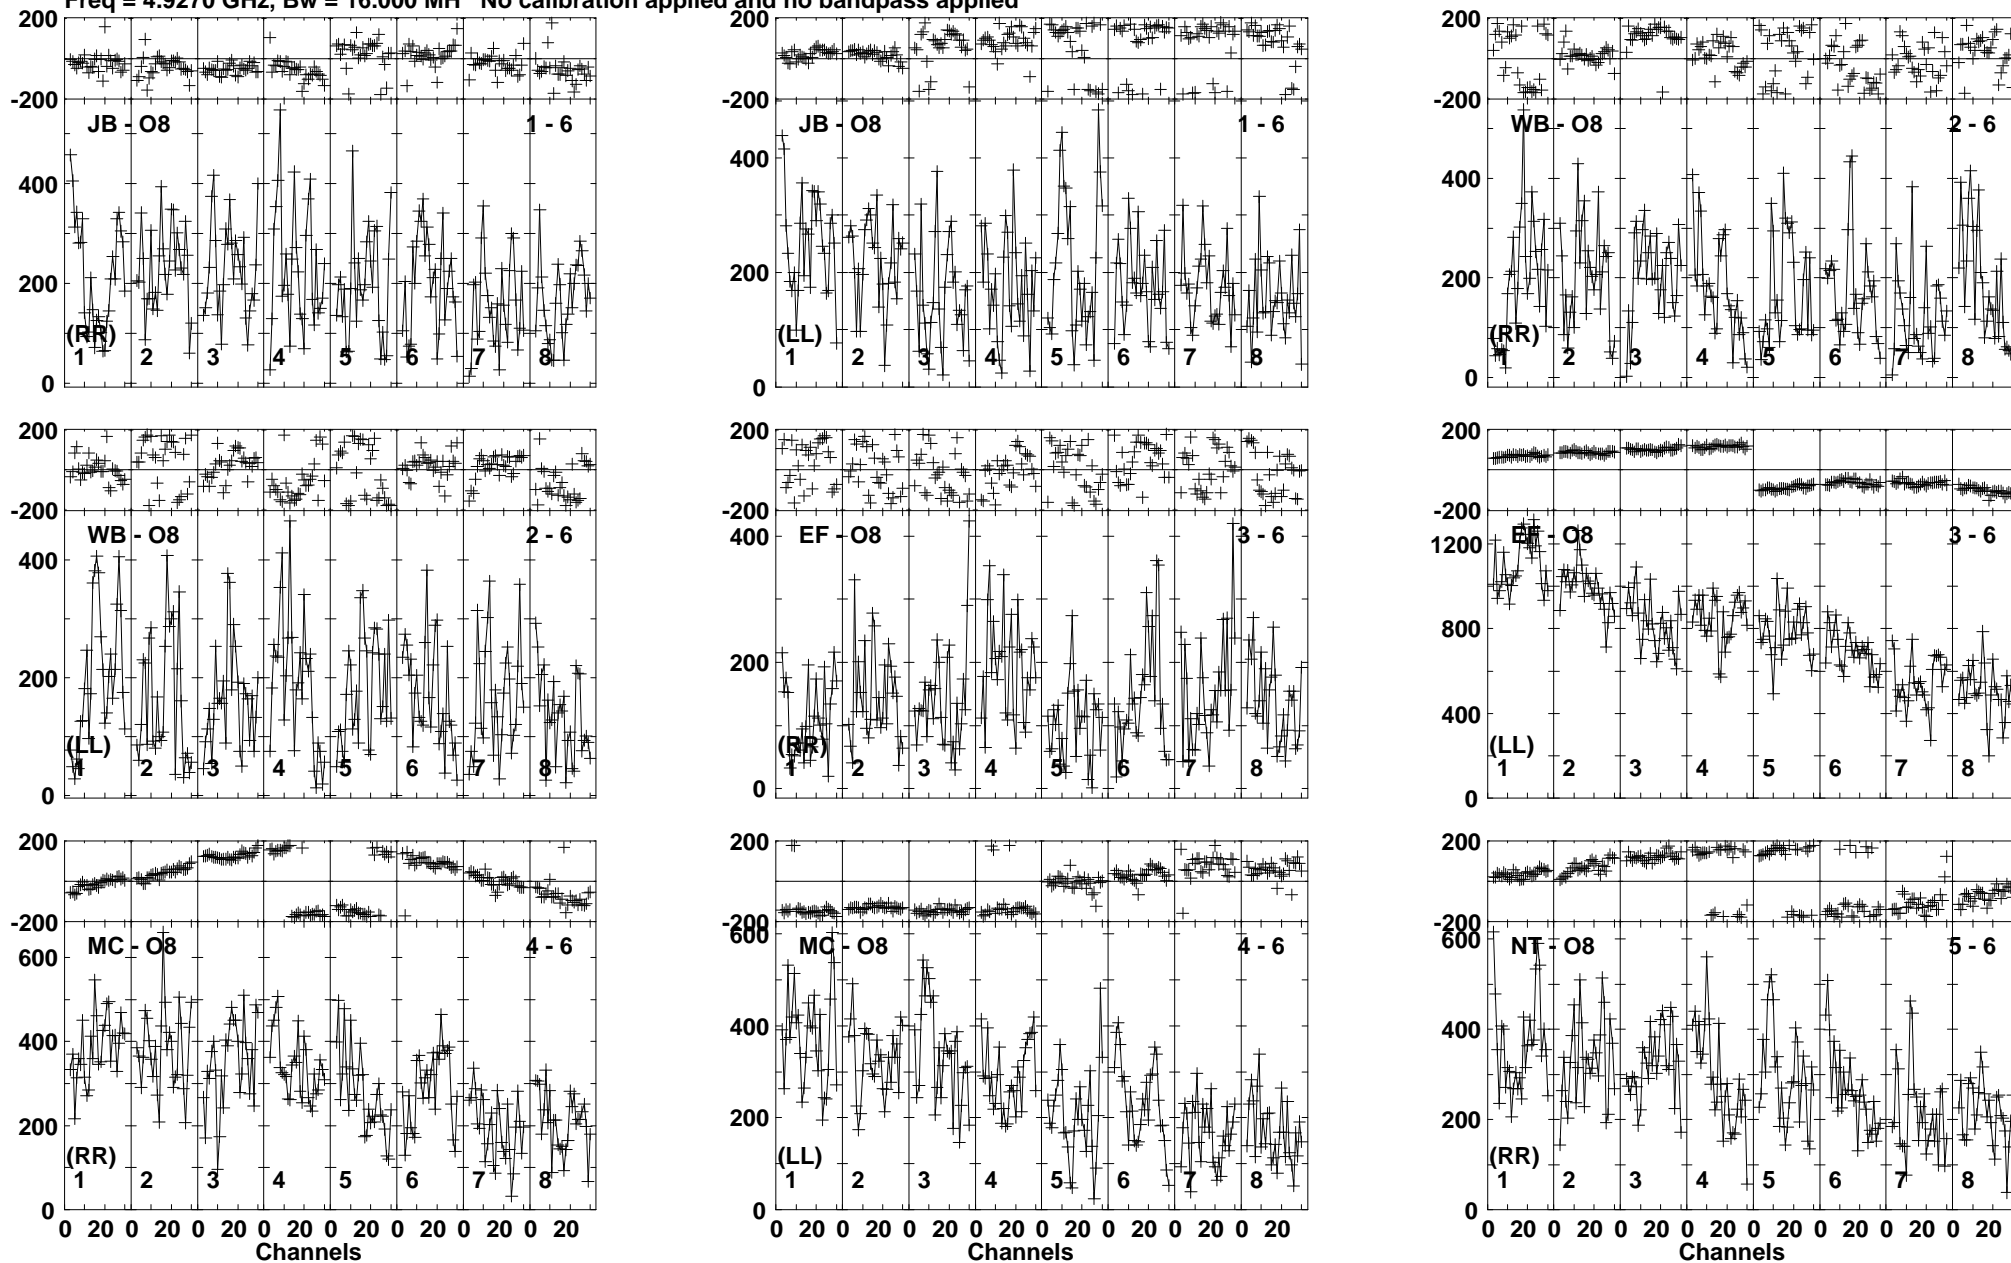 Freq = 4.9270 GHz, Bw = 16.000 MH No calibration applied and no bandpass applied
200 200 200
-200 -200 -200
JB - O8 1 - 6 JB - O8 1 - 6 WB - O8 2 - 6
400 400 400
200 200 200
(RR) (LL) (RR)
1 2 3 4 5 6 7 8 1 2 3 4 5 6 7 8 1 2 3 4 5 6 7 8
0 0 0
200 200 200
-200 -200 -200
WB - O8 2 - 6 EF - O8 3 - 6 EF - O8 3 - 6
400 400 1200
200 200 800
400
(LL) (RR) (LL)
1 2 3 4 5 6 7 8 1 2 3 4 5 6 7 8 1 2 3 4 5 6 7 8
0 0 0
200 200 200
-200 -200 -200
600 600 600
MC - O8 4 - 6 MC - O8 4 - 6 NT - O8 5 - 6
400 400 400
200 200 200
(RR) (LL) (RR)
1 2 3 4 5 6 7 8 1 2 3 4 5 6 7 8 1 2 3 4 5 6 7 8
0 0 0
0 20 0 20 0 20 0 20 0 20 0 20 0 20 0 20 0 20 0 20 0 20 0 20 0 20 0 20 0 20 0 20 0 20 0 20 0 20 0 20 0 20 0 20 0 20 0 20
Channels Channels Channels